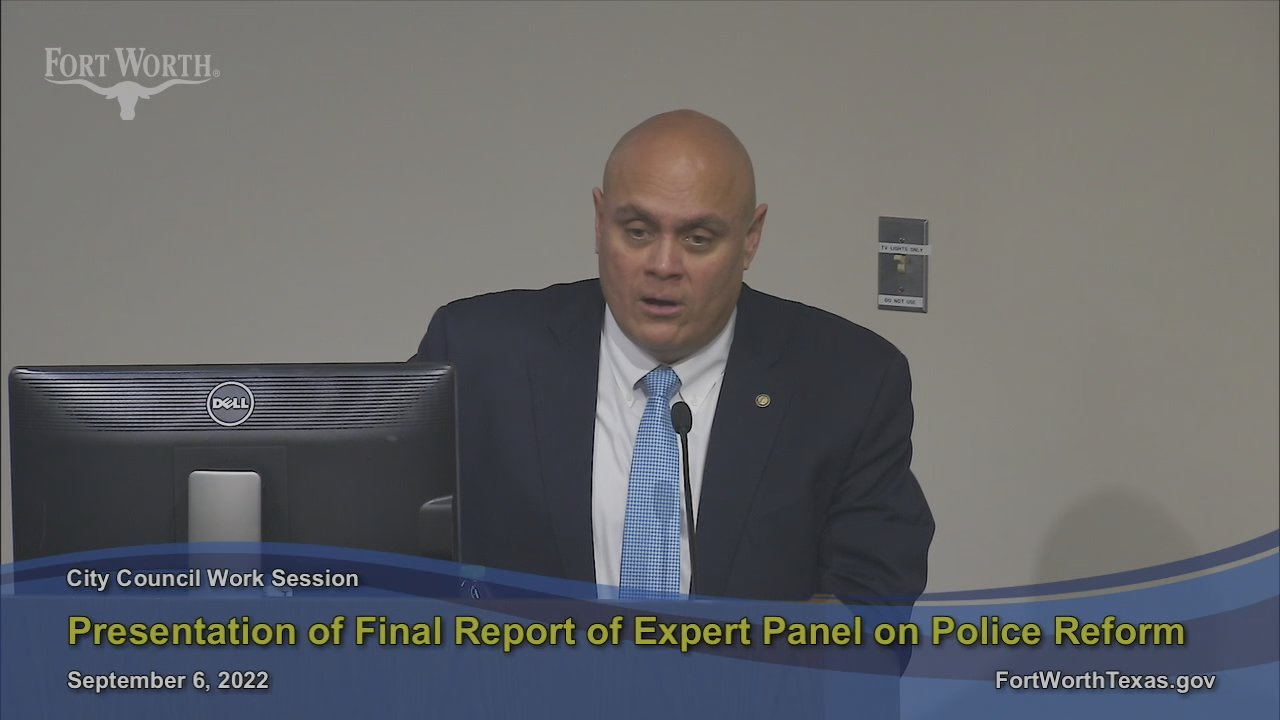 FORT WORTH®
TV LIGHTS ONLY
DO NOT USE
DELL
City Council Work Session
Presentation of Final Report of Expert Panel on Police Reform
September 6, 2022
FortWorthTexas.gov